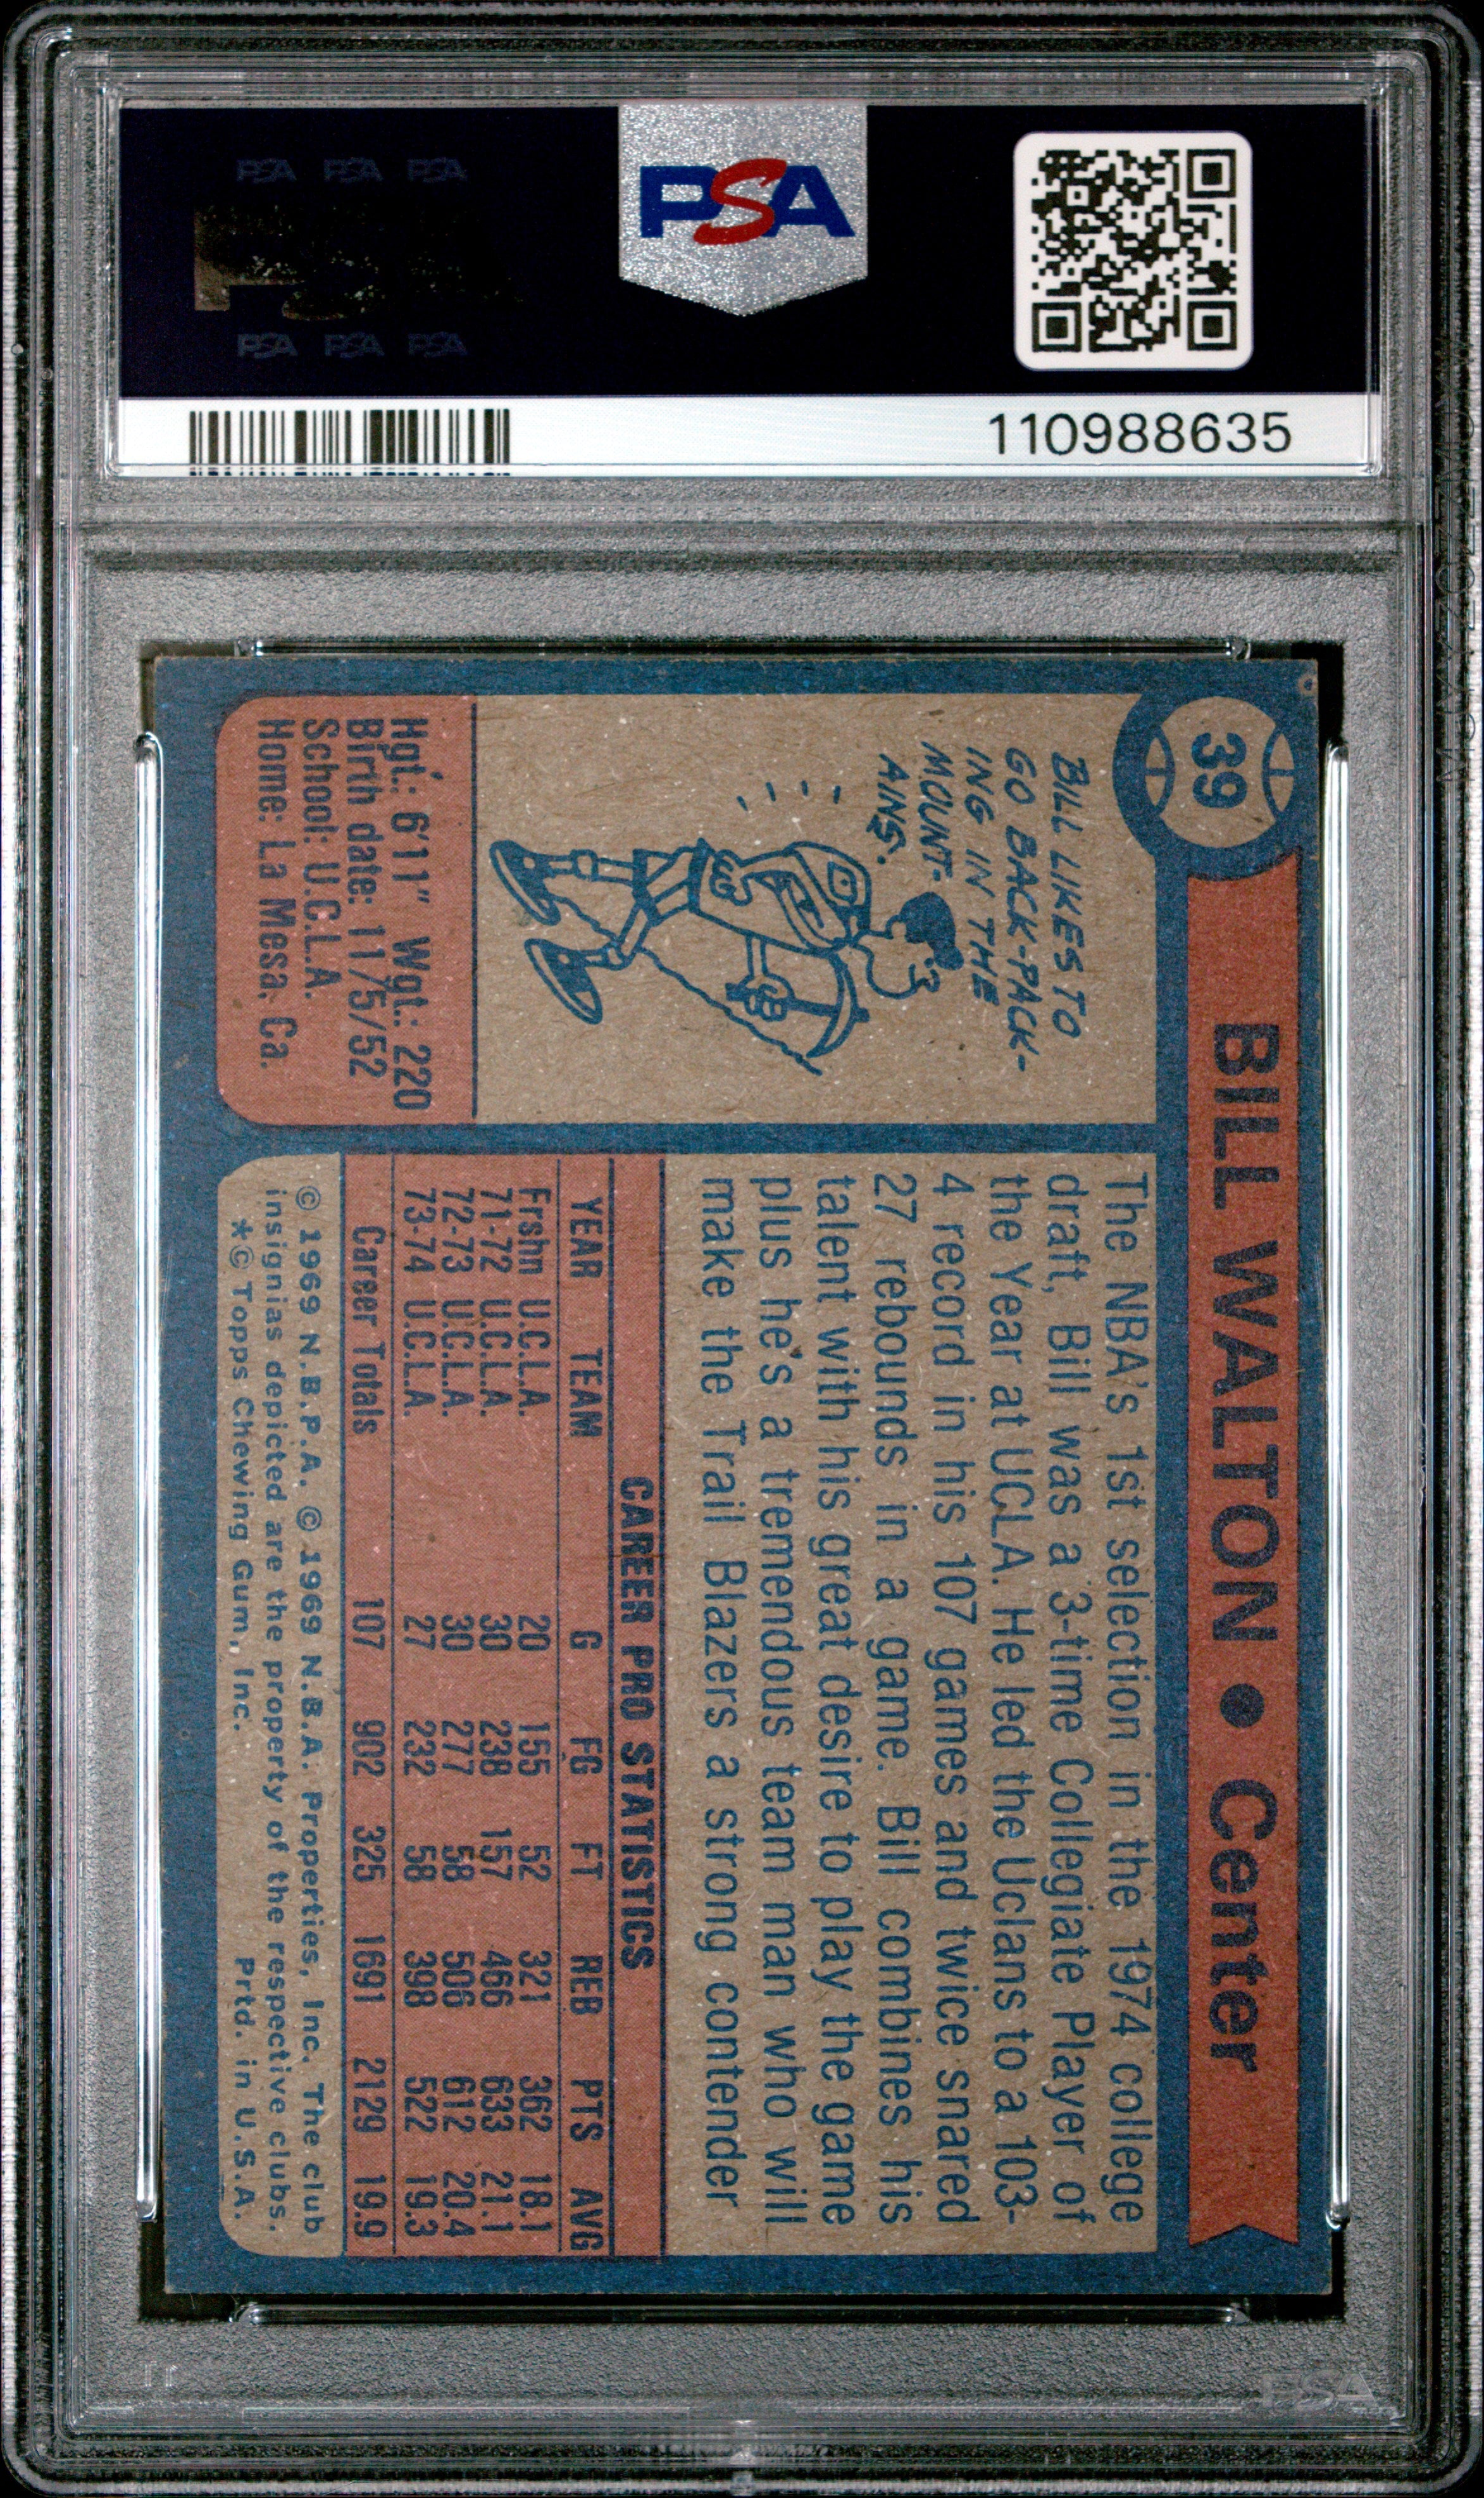 PSA PSA PSA
PSA
PSA PSA PSA
110988635
39
BILL WALTON • Center
BILL LIKES TO
GO BACK-PACK-
ING IN THE
MOUNT-
AINS.
Hgt.: 6'11" Wgt.: 220
Birth date: 11/5/52
School: U.C.L.A.
Home: La Mesa, Ca.
The NBA's 1st selection in the 1974 college
draft, Bill was a 3-time Collegiate Player of
the Year at UCLA. He led the Uclans to a 103-
4 record in his 107 games and twice snared
27 rebounds in a game. Bill combines his
talent with his great desire to play the game
plus he's a tremendous team man who will
make the Trail Blazers a strong contender
CAREER PRO STATISTICS
YEAR TEAM G FG FT REB PTS AVG
Frshn U.C.L.A. 20 155 52 321 362 18.1
71-72 U.C.L.A. 30 238 157 466 633 21.1
72-73 U.C.L.A. 30 277 58 506 612 20.4
73-74 U.C.L.A. 27 232 58 398 522 19.3
Career Totals 107 902 325 1691 2129 19.9
© 1969 N.B.P.A. © 1969 N.B.A. Properties, Inc. The club
insignias depicted are the property of the respective clubs.
*© Topps Chewing Gum, Inc. Prtd. in U.S.A.
PSA